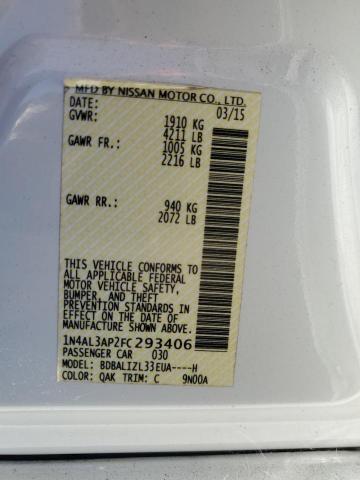 MFD BY NISSAN MOTOR CO., LTD.
DATE: 03/15
GVWR: 1910 KG
4211 LB
GAWR FR.: 1005 KG
2216 LB
GAWR RR.: 940 KG
2072 LB
THIS VEHICLE CONFORMS TO
ALL APPLICABLE FEDERAL
MOTOR VEHICLE SAFETY,
BUMPER, AND THEFT
PREVENTION STANDARDS
IN EFFECT ON THE DATE OF
MANUFACTURE SHOWN ABOVE.
1N4AL3AP2FC293406
PASSENGER CAR 030
MODEL: BDBALIZL33EUA----H
COLOR: QAK TRIM: C 9N00A